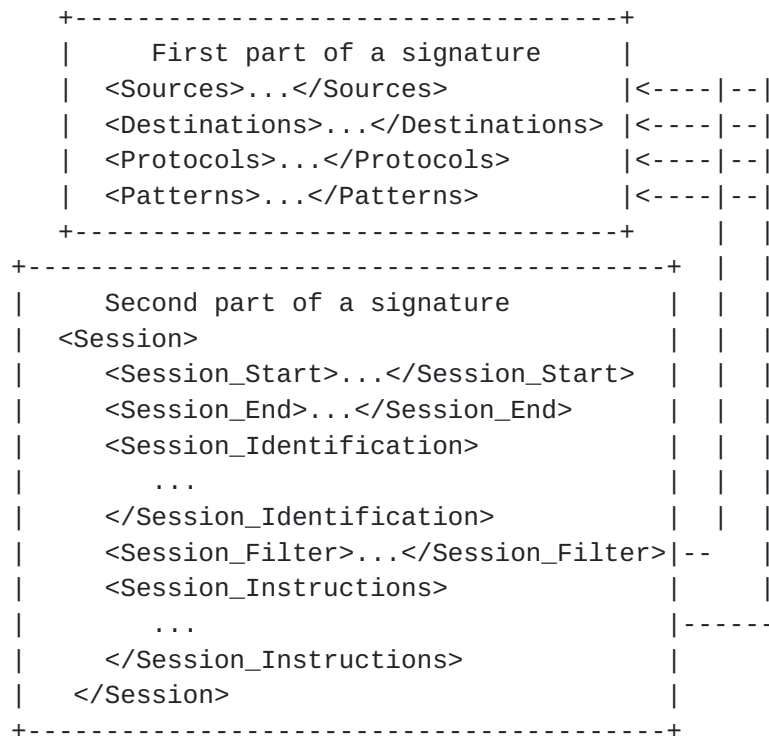 +-----------------------------------+
|     First part of a signature     |
|  <Sources>...</Sources>           |<----|--|
|  <Destinations>...</Destinations> |<----|--|
|  <Protocols>...</Protocols>       |<----|--|
|  <Patterns>...</Patterns>         |<----|--|
+-----------------------------------+     |  |
+-----------------------------------------+  |  |
|     Second part of a signature          |  |  |
|  <Session>                              |  |  |
|     <Session_Start>...</Session_Start>  |  |  |
|     <Session_End>...</Session_End>      |  |  |
|     <Session_Identification>            |  |  |
|        ...                              |  |  |
|     </Session_Identification>           |  |  |
|     <Session_Filter>...</Session_Filter>|--   |
|     <Session_Instructions>              |     |
|        ...                              |------
|     </Session_Instructions>             |
|   </Session>                            |
+-----------------------------------------+